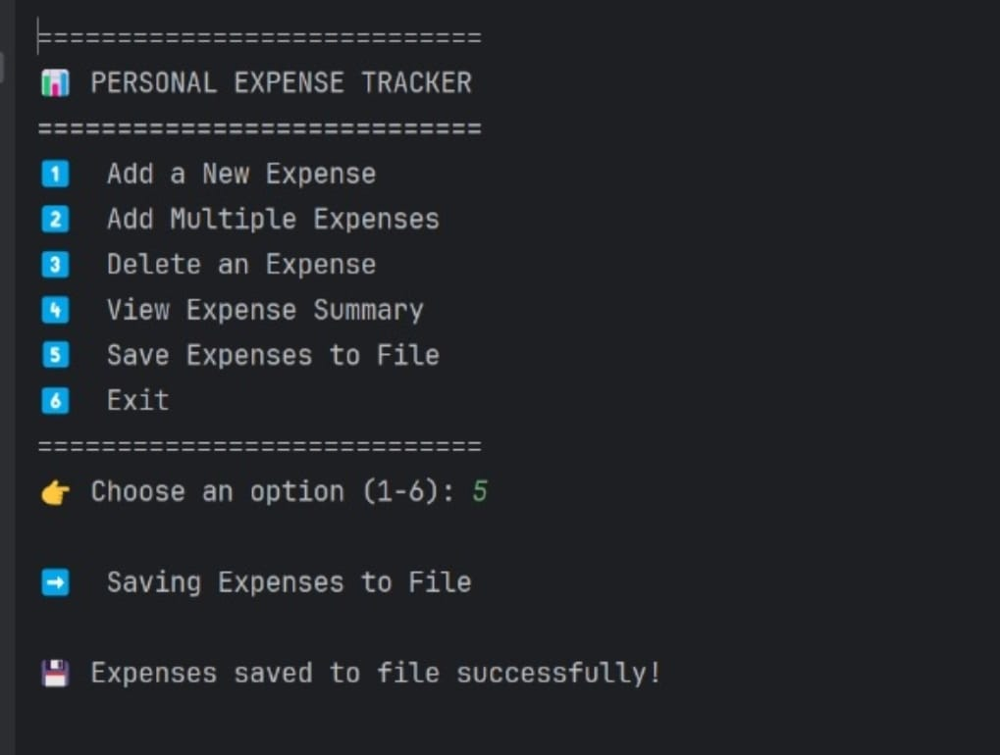 ============================
📊 PERSONAL EXPENSE TRACKER
============================
1️⃣ Add a New Expense
2️⃣ Add Multiple Expenses
3️⃣ Delete an Expense
4️⃣ View Expense Summary
5️⃣ Save Expenses to File
6️⃣ Exit
============================
👉 Choose an option (1-6): 5
➡️ Saving Expenses to File
💾 Expenses saved to file successfully!